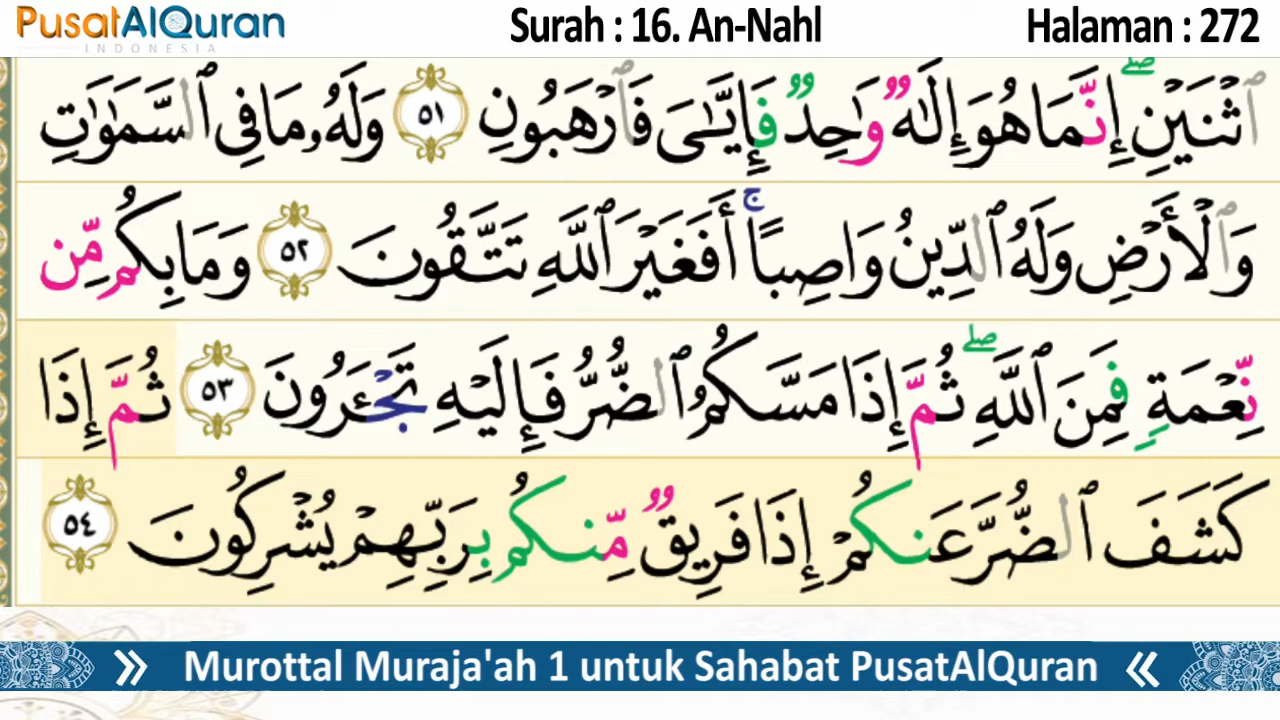 PusatAlQuran
INDONESIA
Surah : 16. An-Nahl
Halaman : 272
ٱثْنَيْنِ ۖ إِنَّمَا هُوَ إِلَٰهٌ وَٰحِدٌ فَإِيَّٰىَ فَٱرْهَبُونِ ٥١ وَلَهُۥ مَا فِى ٱلسَّمَٰوَٰتِ
وَٱلْأَرْضِ وَلَهُ ٱلدِّينُ وَاصِبًا ۚ أَفَغَيْرَ ٱللَّهِ تَتَّقُونَ ٥٢ وَمَا بِكُم مِّن
نِّعْمَةٍ فَمِنَ ٱللَّهِ ۖ ثُمَّ إِذَا مَسَّكُمُ ٱلضُّرُّ فَإِلَيْهِ تَجْـَٔرُونَ ٥٣ ثُمَّ إِذَا
كَشَفَ ٱلضُّرَّ عَنكُمْ إِذَا فَرِيقٌ مِّنكُم بِرَبِّهِمْ يُشْرِكُونَ ٥٤
Murottal Muraja'ah 1 untuk Sahabat PusatAlQuran